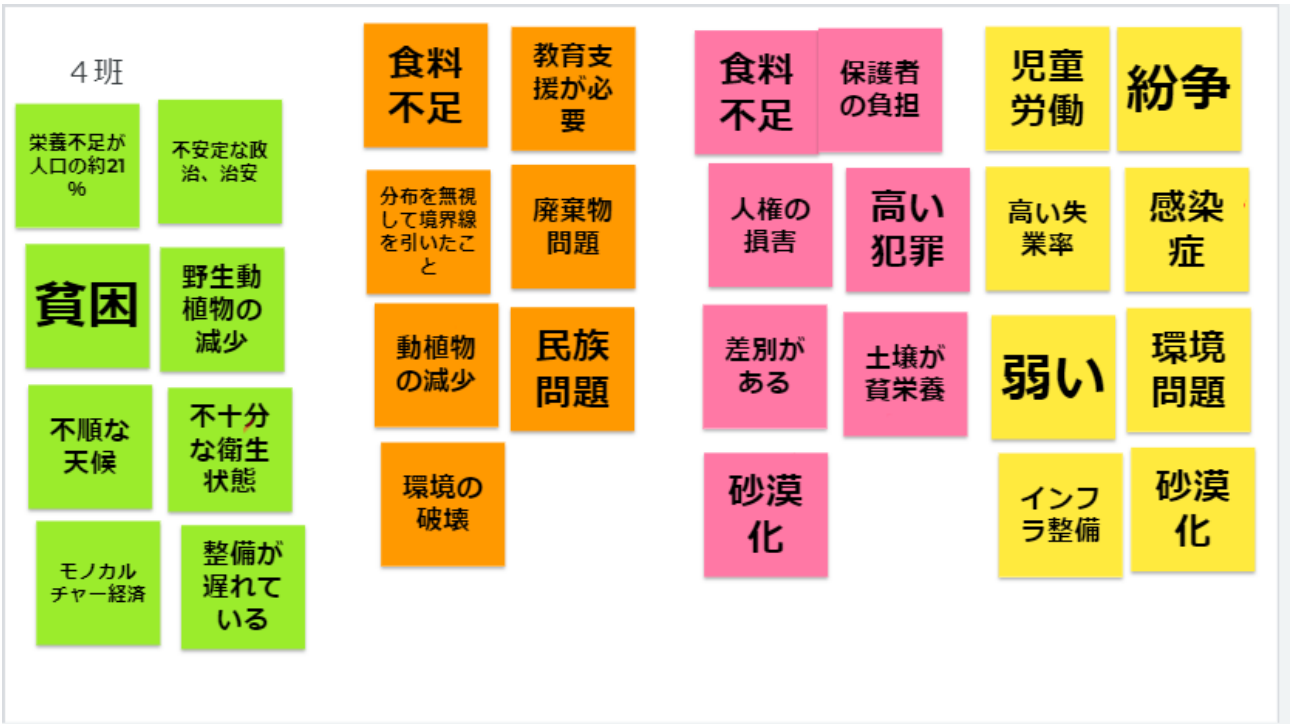 4班
栄養不足が
人口の約21
%
不安定な政
治、治安
貧困
野生動
植物の
減少
不順な
天候
不十分
な衛生
状態
モノカル
チャー経済
整備が
遅れて
いる
食料
不足
教育支
援が必
要
分布を無視
して境界線
を引いたこ
と
廃棄物
問題
動植物
の減少
民族
問題
環境の
破壊
食料
不足
保護者
の負担
人権の
損害
高い
犯罪
差別が
ある
土壌が
貧栄養
砂漠
化
児童
労働
紛争
高い失
業率
感染
症
弱い
環境
問題
インフ
ラ整備
砂漠
化